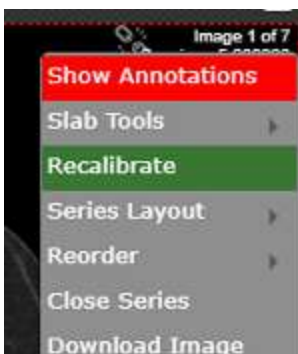 Image 1 of 7
Show Annotations
Slab Tools
Recalibrate
Series Layout
Reorder
Close Series
Download Image